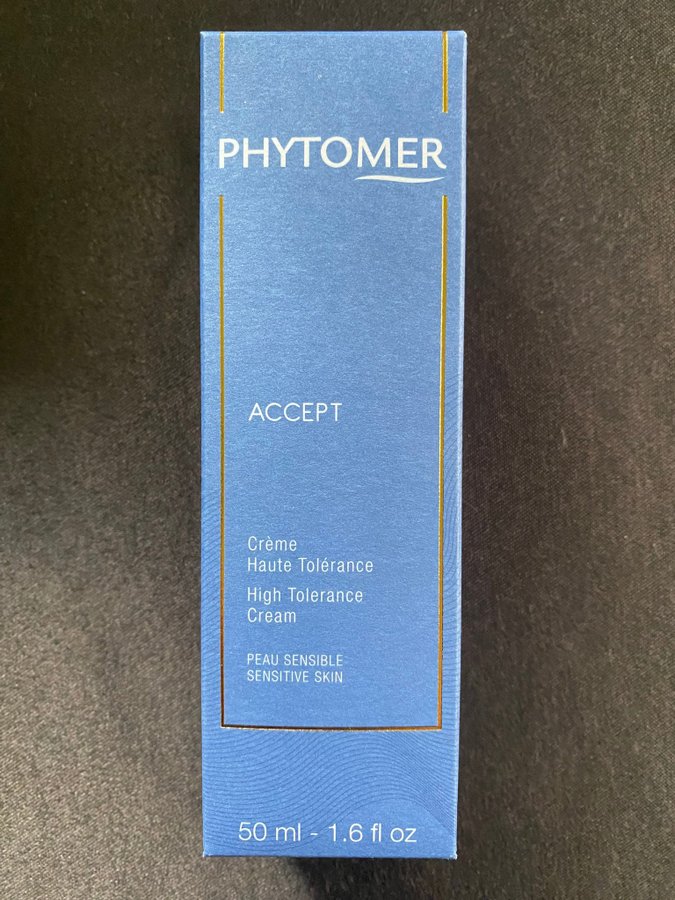 PHYTOMER
ACCEPT
Crème
Haute Tolérance
High Tolerance
Cream
PEAU SENSIBLE
SENSITIVE SKIN
50 ml - 1.6 fl oz